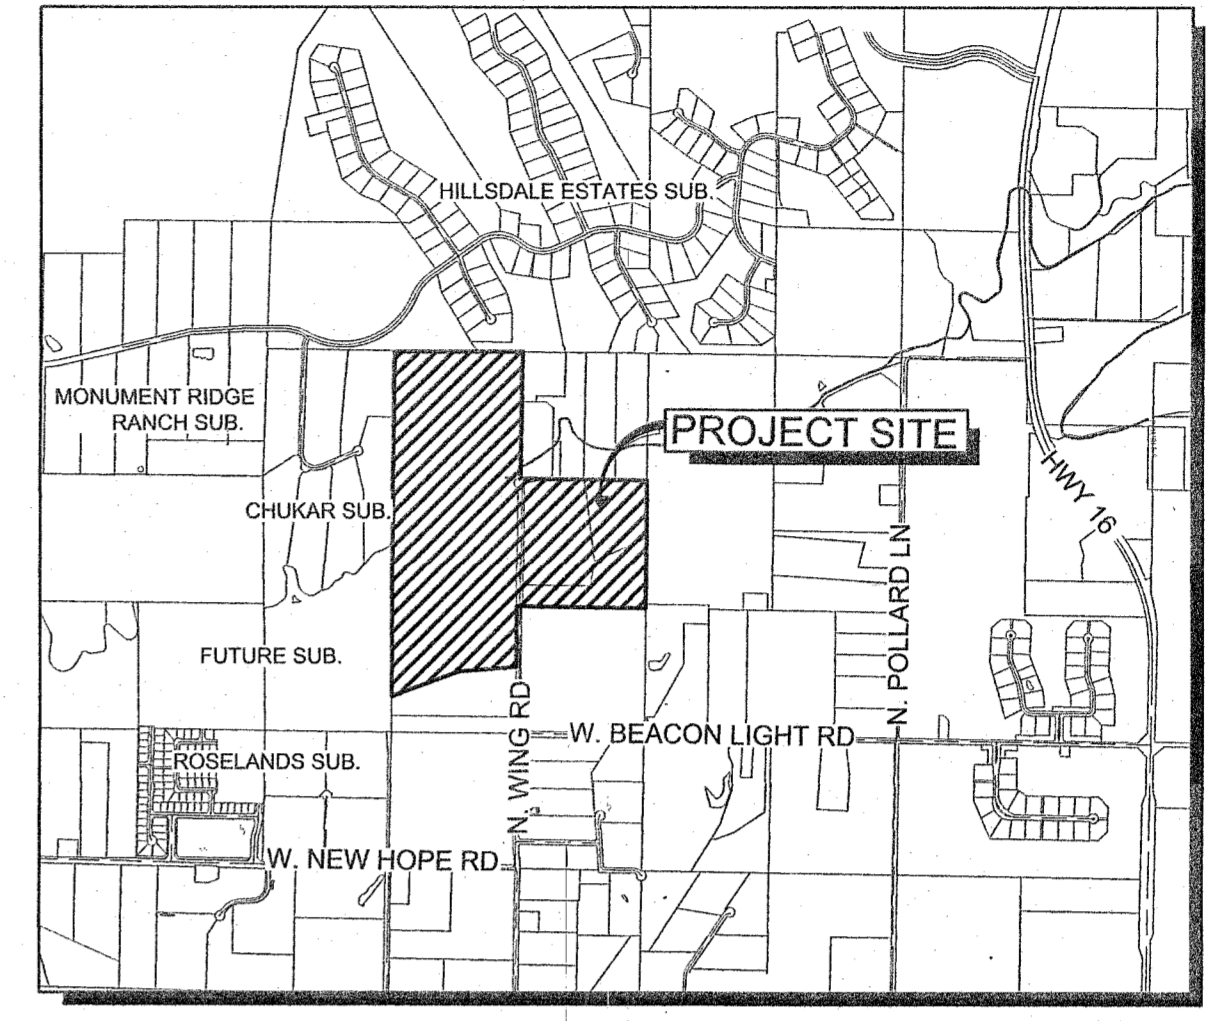 HILLSDALE ESTATES SUB.
MONUMENT RIDGE
RANCH SUB.
PROJECT SITE
HWY 16
CHUKAR SUB.
N. POLLARD LN
FUTURE SUB.
N. WING RD
W. BEACON LIGHT RD
ROSELANDS SUB.
W. NEW HOPE RD